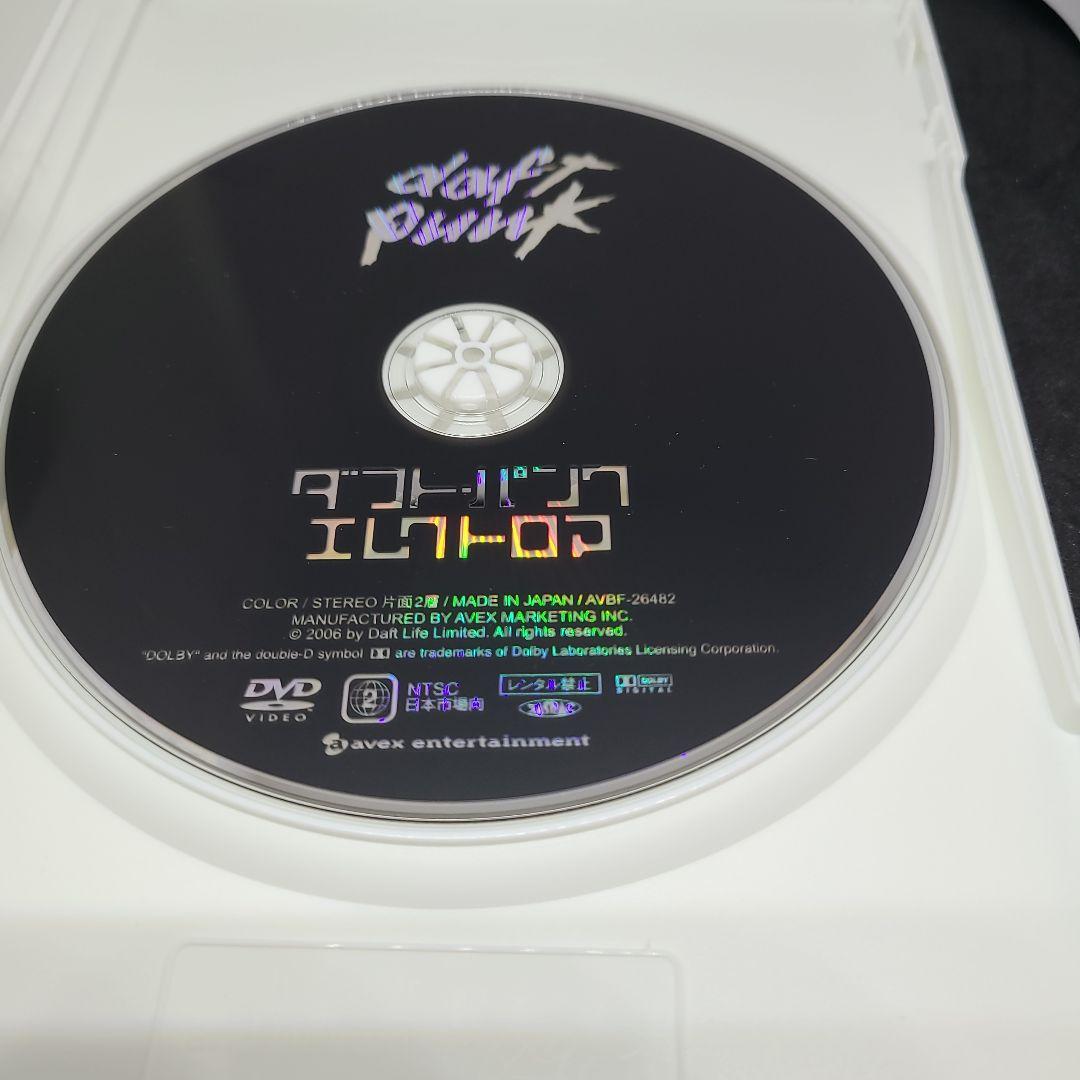 daft
punk
ダフト・パンク
エレクトロマ
COLOR / STEREO 片面2層 / MADE IN JAPAN / AVBF-26482
MANUFACTURED BY AVEX MARKETING INC.
© 2006 by Daft Life Limited. All rights reserved.
"DOLBY" and the double-D symbol are trademarks of Dolby Laboratories Licensing Corporation.
DVD VIDEO 2 NTSC 日本市場向 レンタル禁止 DOLBY DIGITAL
avex entertainment